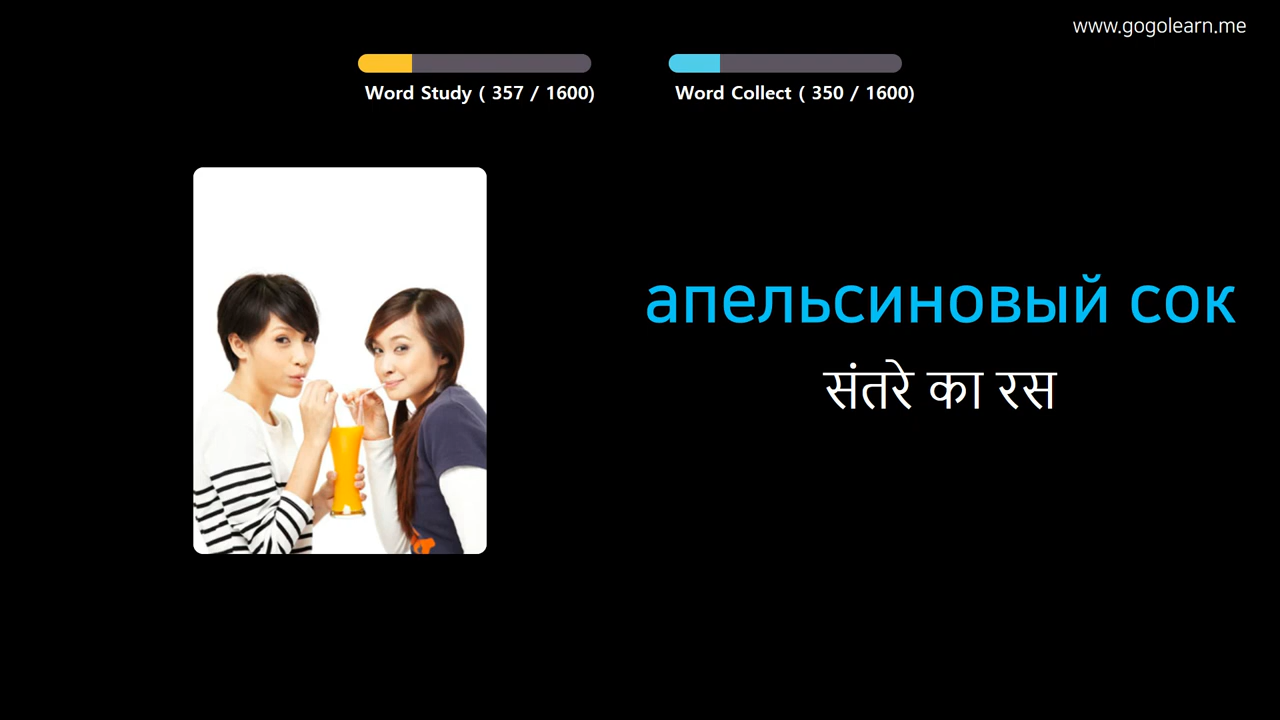 www.gogolearn.me
Word Study ( 357 / 1600)
Word Collect ( 350 / 1600)
апельсиновый сок
संतरे का रस